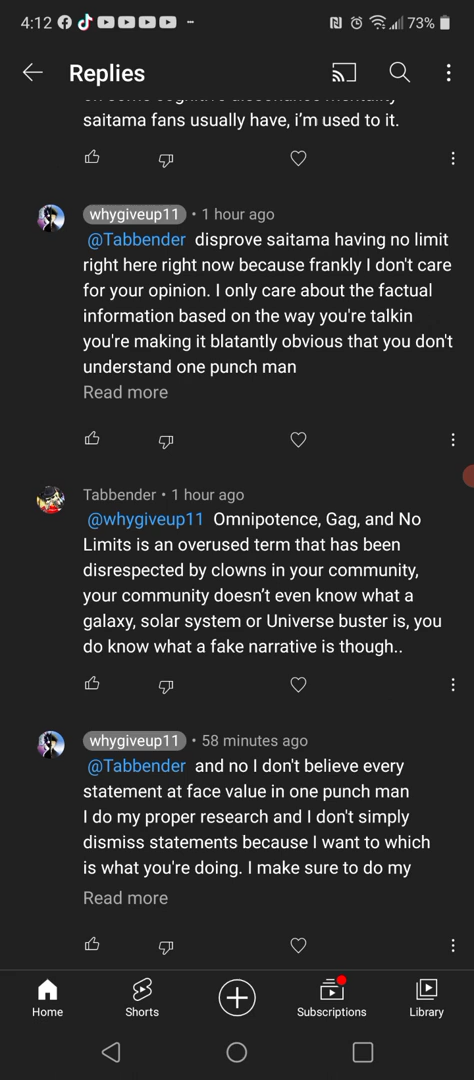 4:12 73%
Replies
saitama fans usually have, i’m used to it.
whygiveup11 • 1 hour ago
@Tabbender disprove saitama having no limit
right here right now because frankly I don't care
for your opinion. I only care about the factual
information based on the way you're talkin
you're making it blatantly obvious that you don't
understand one punch man
Read more
Tabbender • 1 hour ago
@whygiveup11 Omnipotence, Gag, and No
Limits is an overused term that has been
disrespected by clowns in your community,
your community doesn’t even know what a
galaxy, solar system or Universe buster is, you
do know what a fake narrative is though..
whygiveup11 • 58 minutes ago
@Tabbender and no I don't believe every
statement at face value in one punch man
I do my proper research and I don't simply
dismiss statements because I want to which
is what you're doing. I make sure to do my
Read more
Home Shorts Subscriptions Library